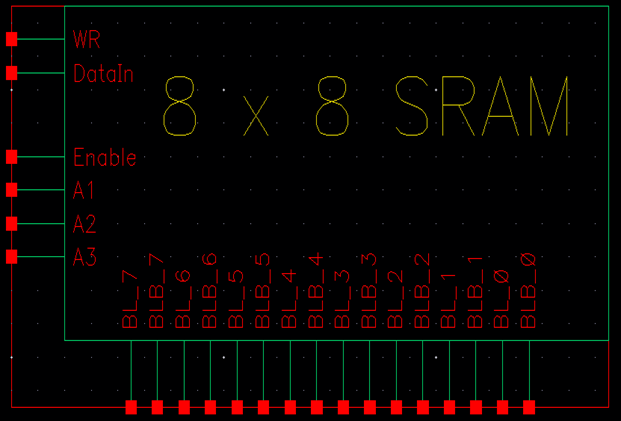 WR
DataIn
8 x 8 SRAM
Enable
A1
A2
A3
BL_7
BLB_7
BL_6
BLB_6
BL_5
BLB_5
BL_4
BLB_4
BL_3
BLB_3
BL_2
BLB_2
BL_1
BLB_1
BL_0
BLB_0